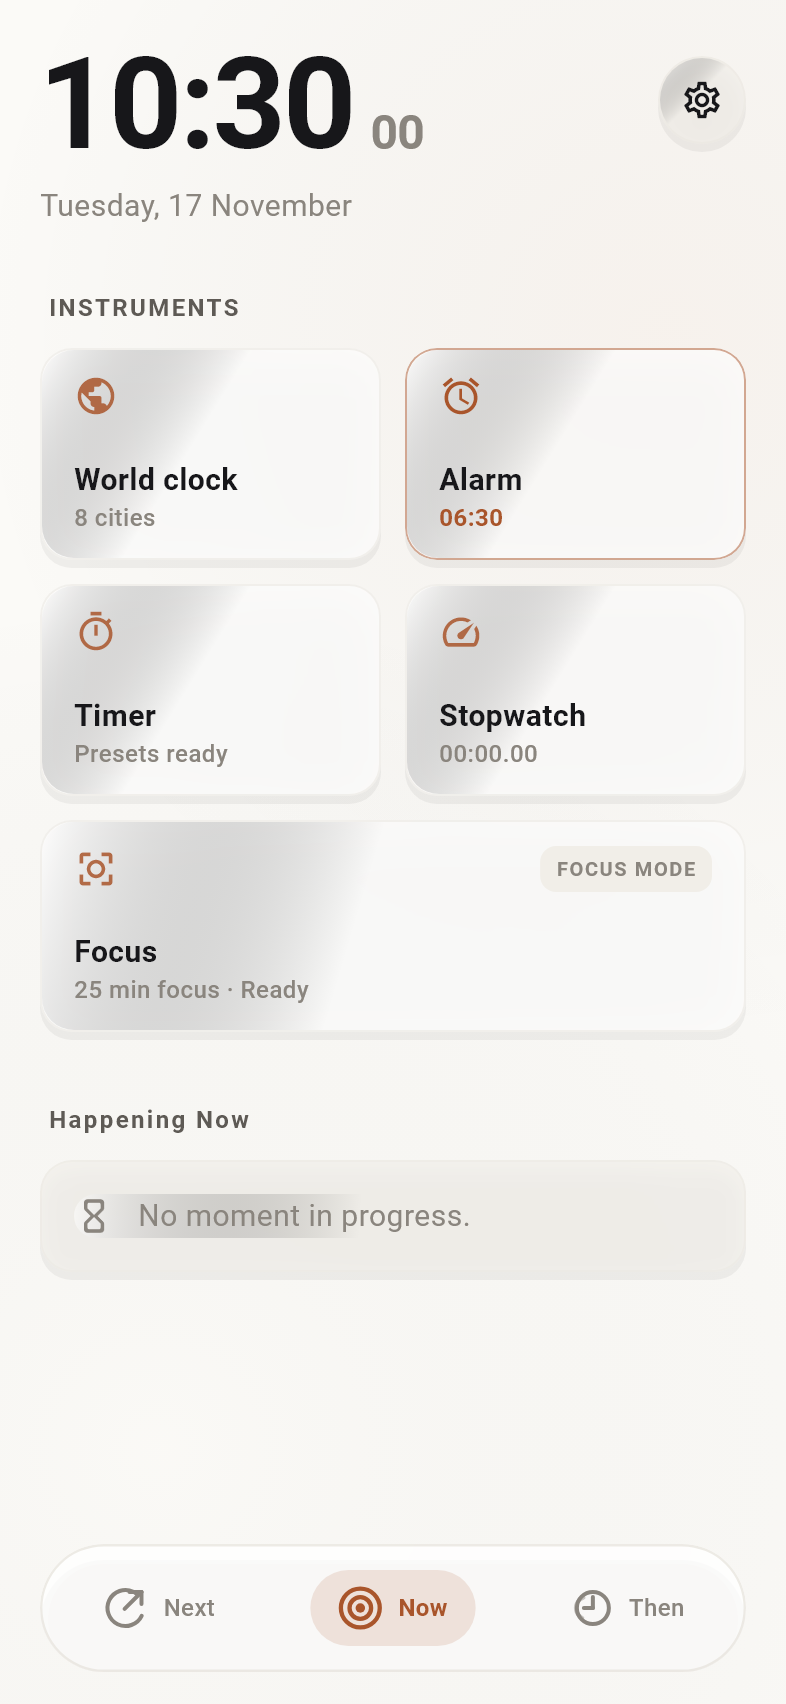 10:30 00
Tuesday, 17 November
INSTRUMENTS
World clock
8 cities
Alarm
06:30
Timer
Presets ready
Stopwatch
00:00.00
FOCUS MODE
Focus
25 min focus · Ready
Happening Now
No moment in progress.
Next
Now
Then